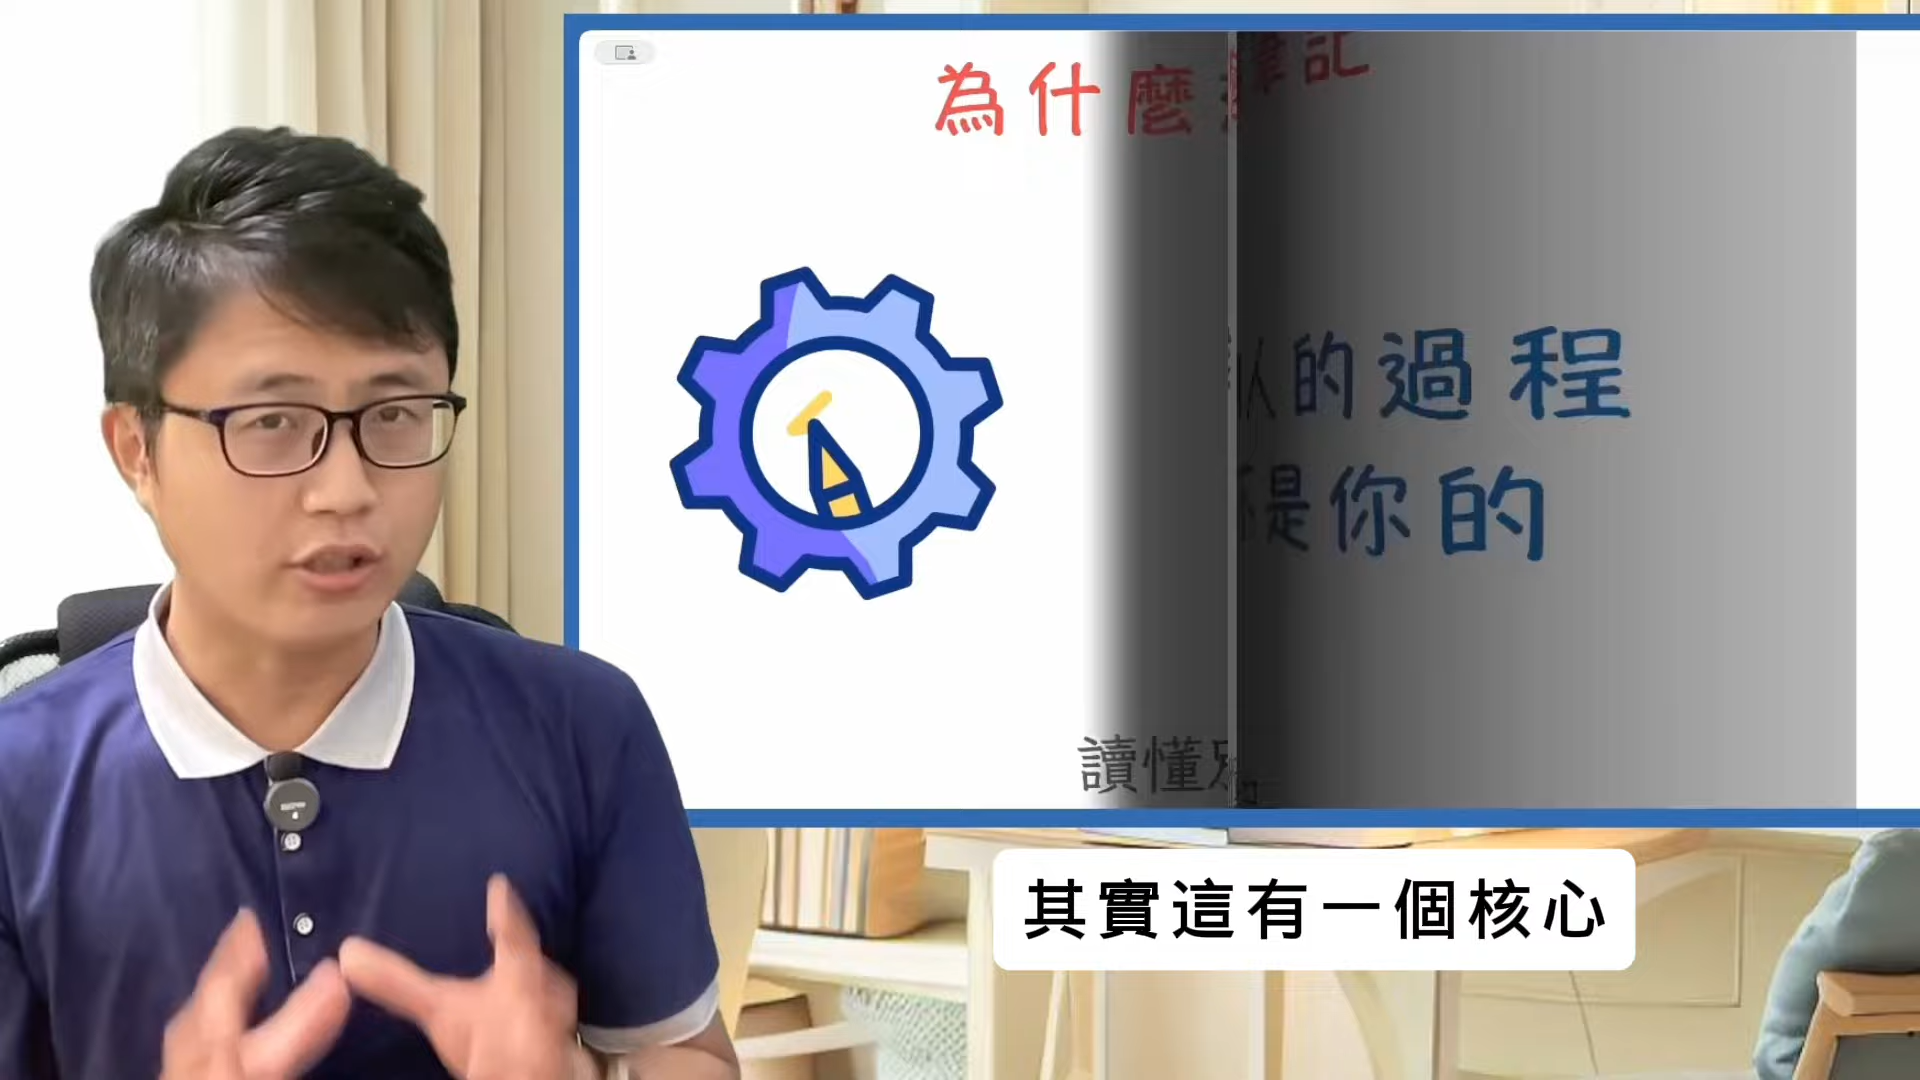 為什麼
記
的過程
是你的
讀懂
其實這有一個核心